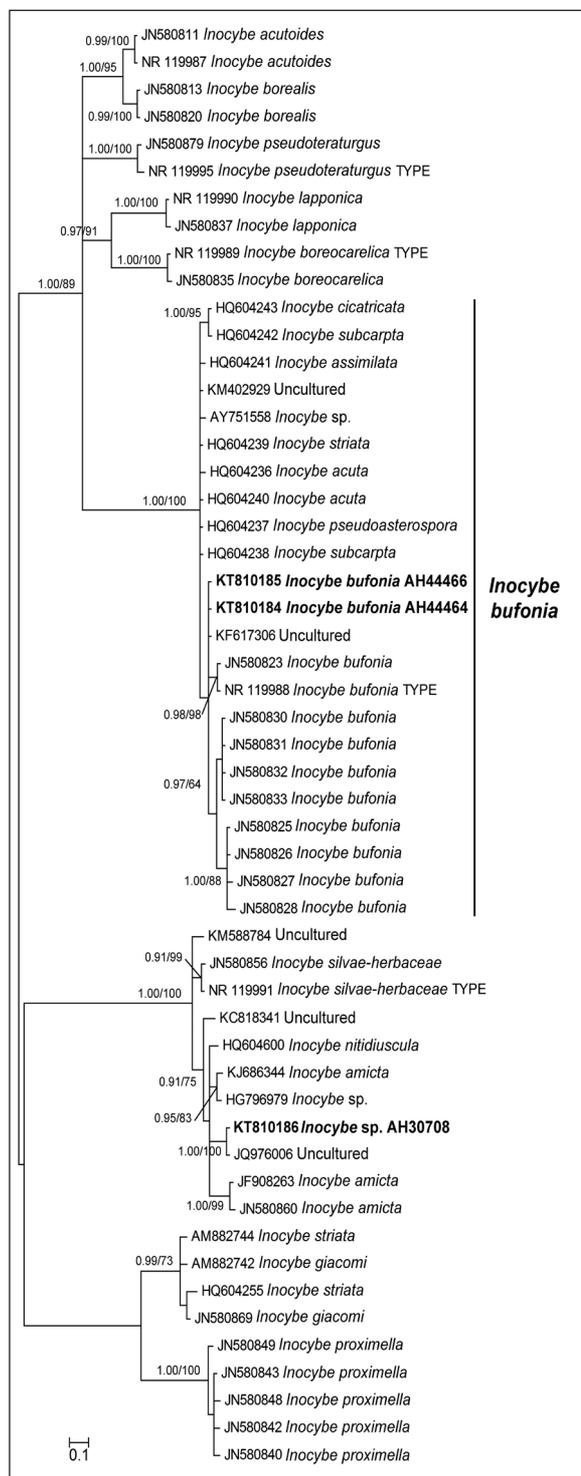 0.99/100
JN580811 Inocybe acutoides
NR 119987 Inocybe acutoides
1.00/95
JN580813 Inocybe borealis
0.99/100
JN580820 Inocybe borealis
JN580879 Inocybe pseudoteraturgus
1.00/100
NR 119995 Inocybe pseudoteraturgus TYPE
NR 119990 Inocybe lapponica
1.00/100
JN580837 Inocybe lapponica
0.97/91
NR 119989 Inocybe boreocarelica TYPE
1.00/100
JN580835 Inocybe boreocarelica
1.00/89
HQ604243 Inocybe cicatricata
1.00/95
HQ604242 Inocybe subcarpta
HQ604241 Inocybe assimilata
KM402929 Uncultured
AY751558 Inocybe sp.
HQ604239 Inocybe striata
HQ604236 Inocybe acuta
1.00/100
HQ604240 Inocybe acuta
HQ604237 Inocybe pseudoasterospora
HQ604238 Inocybe subcarpta
KT810185 Inocybe bufonia AH44466
KT810184 Inocybe bufonia AH44464
Inocybe
bufonia
KF617306 Uncultured
JN580823 Inocybe bufonia
NR 119988 Inocybe bufonia TYPE
0.98/98
JN580830 Inocybe bufonia
JN580831 Inocybe bufonia
JN580832 Inocybe bufonia
0.97/64
JN580833 Inocybe bufonia
JN580825 Inocybe bufonia
JN580826 Inocybe bufonia
JN580827 Inocybe bufonia
1.00/88
JN580828 Inocybe bufonia
KM588784 Uncultured
0.91/99
JN580856 Inocybe silvae-herbaceae
NR 119991 Inocybe silvae-herbaceae TYPE
1.00/100
KC818341 Uncultured
HQ604600 Inocybe nitidiuscula
KJ686344 Inocybe amicta
0.91/75
HG796979 Inocybe sp.
0.95/83
KT810186 Inocybe sp. AH30708
1.00/100
JQ976006 Uncultured
JF908263 Inocybe amicta
1.00/99
JN580860 Inocybe amicta
AM882744 Inocybe striata
0.99/73
AM882742 Inocybe giacomi
HQ604255 Inocybe striata
JN580869 Inocybe giacomi
JN580849 Inocybe proximella
1.00/100
JN580843 Inocybe proximella
JN580848 Inocybe proximella
JN580842 Inocybe proximella
JN580840 Inocybe proximella
0.1